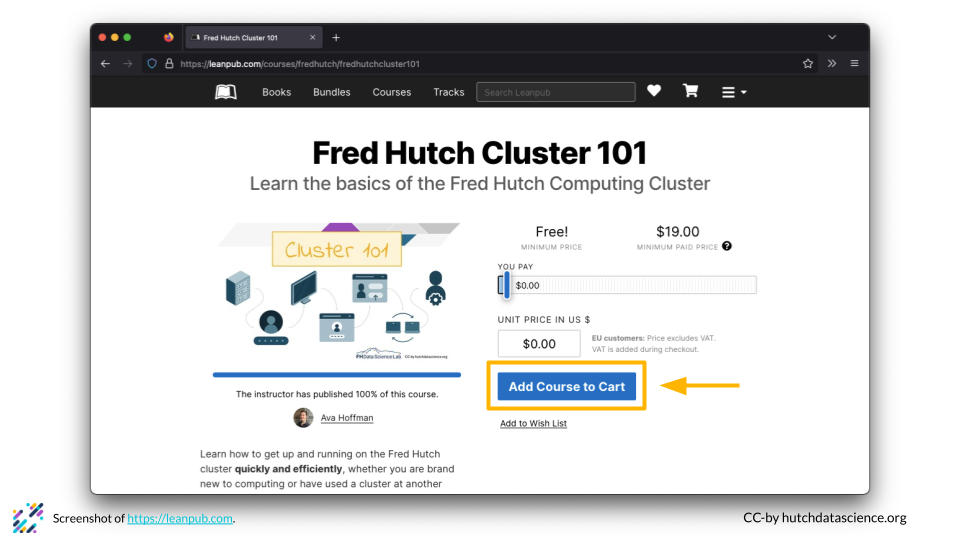 Fred Hutch Cluster 101
https://leanpub.com/courses/fredhutch/fredhutchcluster101
Books Bundles Courses Tracks Search Leanpub
Fred Hutch Cluster 101
Learn the basics of the Fred Hutch Computing Cluster
Cluster 101
FH Data Science Lab CC-by hutchdatascience.org
The instructor has published 100% of this course.
Ava Hoffman
Learn how to get up and running on the Fred Hutch
cluster quickly and efficiently, whether you are brand
new to computing or have used a cluster at another
Free! $19.00
MINIMUM PRICE MINIMUM PAID PRICE ?
YOU PAY
$0.00
UNIT PRICE IN US $
$0.00
EU customers: Price excludes VAT.
VAT is added during checkout.
Add Course to Cart
Add to Wish List
Screenshot of https://leanpub.com.
CC-by hutchdatascience.org